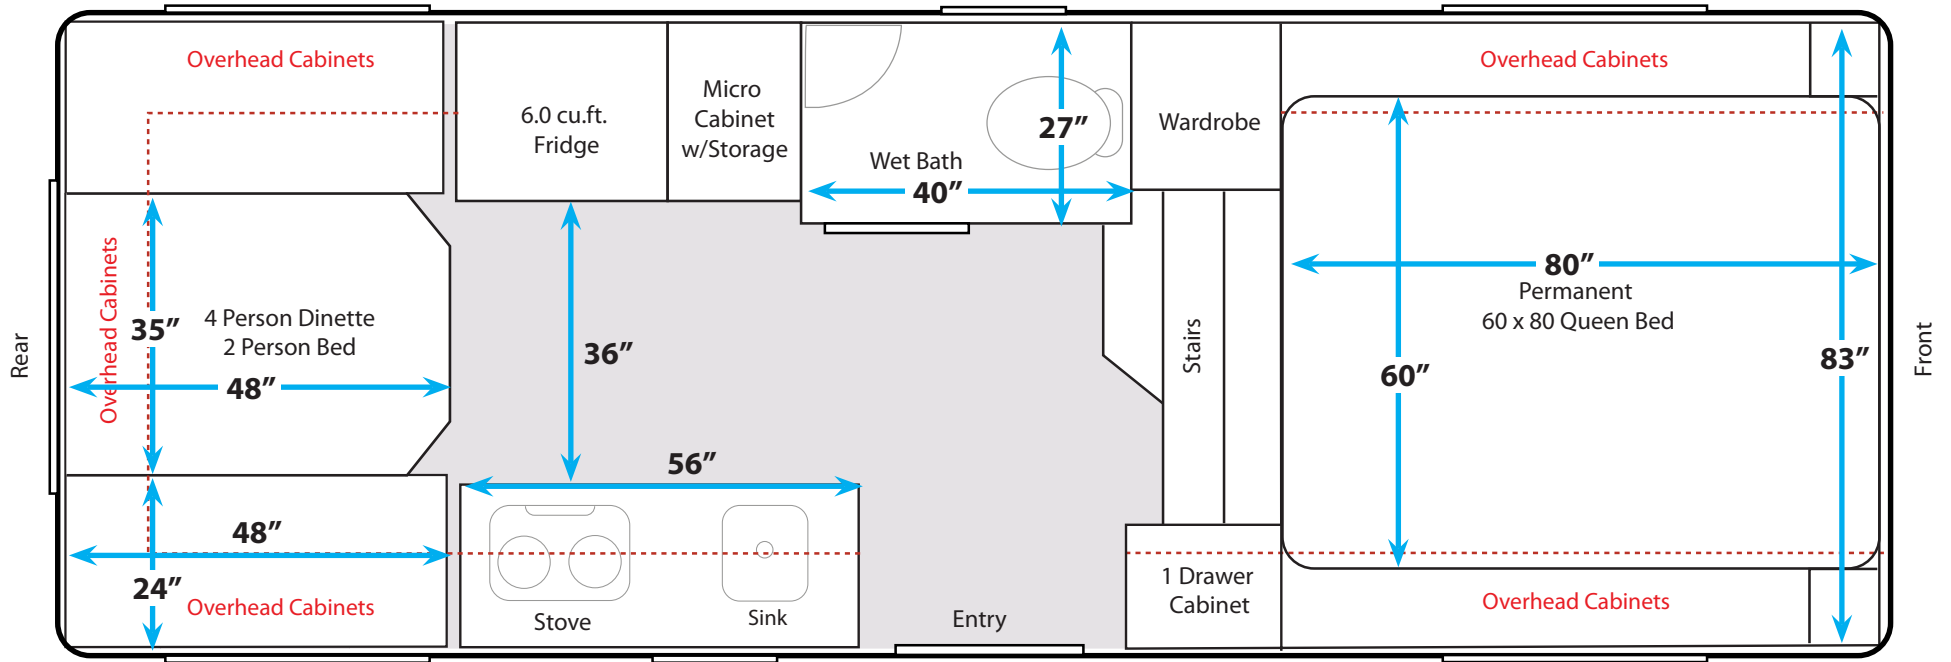 Overhead Cabinets
6.0 cu.ft.
Fridge
Micro
Cabinet
w/Storage
Wet Bath
40”
27”
Wardrobe
Overhead Cabinets
Rear
Overhead Cabinets
35”
4 Person Dinette
2 Person Bed
48”
36”
56”
Stairs
80”
Permanent
60 x 80 Queen Bed
60”
83”
Front
48”
24”
Overhead Cabinets
Stove
Sink
Entry
1 Drawer
Cabinet
Overhead Cabinets